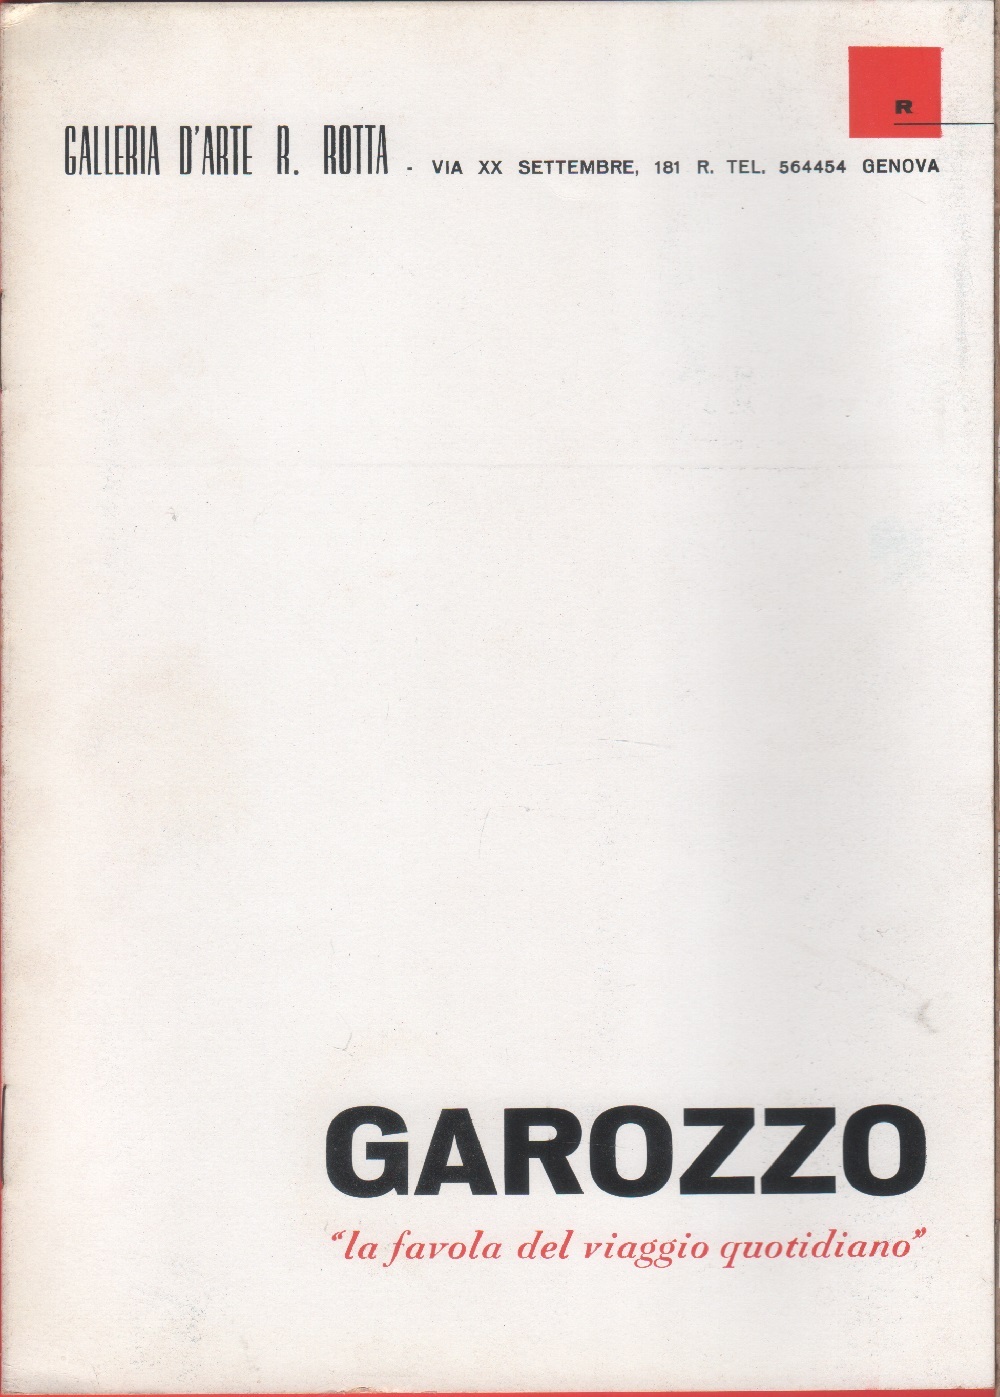 R
GALLERIA D'ARTE R. ROTTA - VIA XX SETTEMBRE, 181 R. TEL. 564454 GENOVA
GAROZZO
“la favola del viaggio quotidiano”